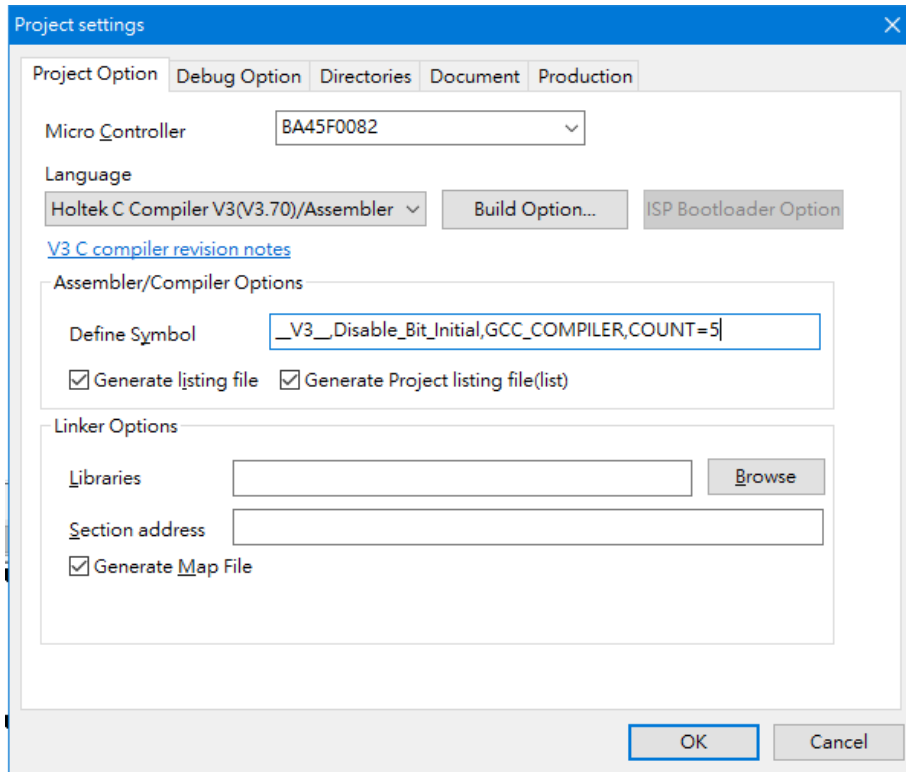 Project settings
Project Option Debug Option Directories Document Production
Micro Controller BA45F0082
Language
Holtek C Compiler V3(V3.70)/Assembler Build Option... ISP Bootloader Option
V3 C compiler revision notes
Assembler/Compiler Options
Define Symbol __V3__,Disable_Bit_Initial,GCC_COMPILER,COUNT=5
Generate listing file Generate Project listing file(list)
Linker Options
Libraries Browse
Section address
Generate Map File
OK Cancel